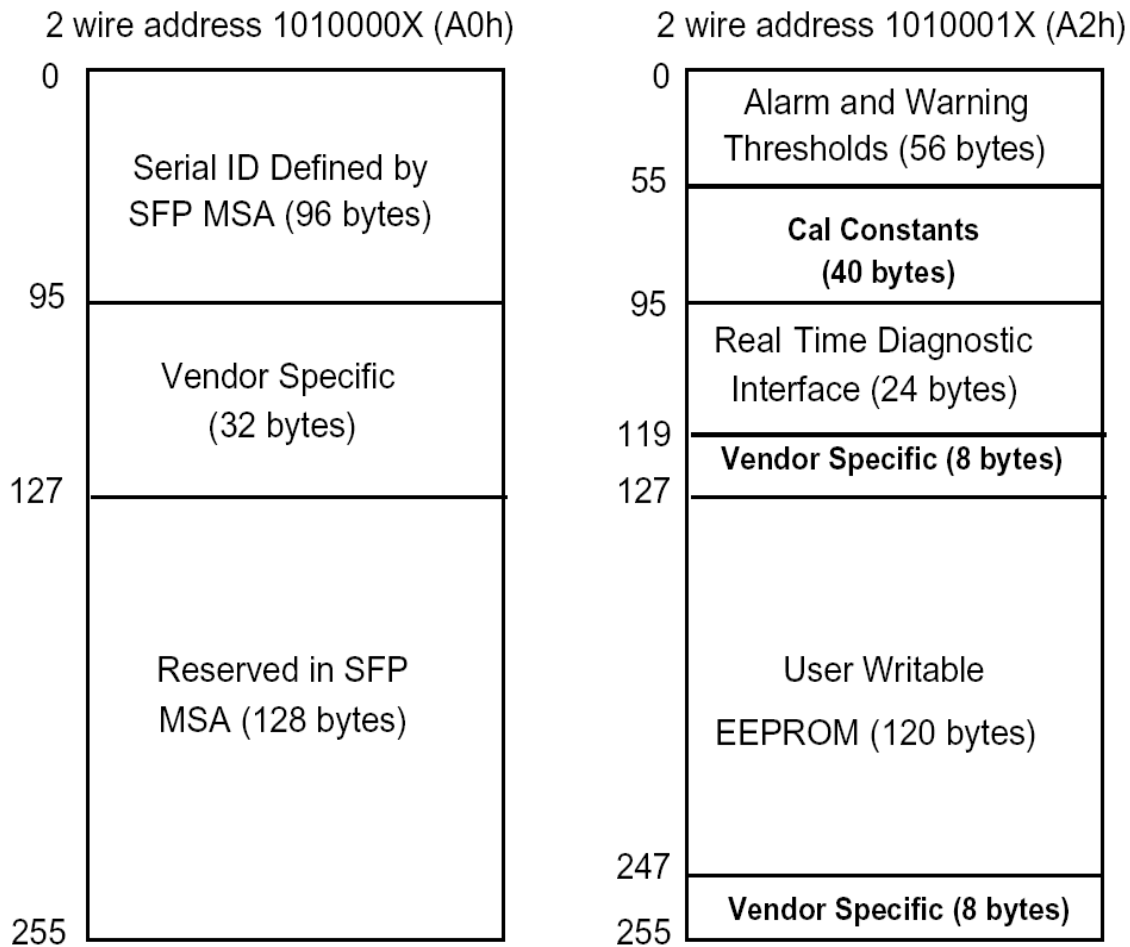 2 wire address 1010000X (A0h)
0
Serial ID Defined by
SFP MSA (96 bytes)
95
Vendor Specific
(32 bytes)
127
Reserved in SFP
MSA (128 bytes)
255
2 wire address 1010001X (A2h)
0
Alarm and Warning
Thresholds (56 bytes)
55
Cal Constants
(40 bytes)
95
Real Time Diagnostic
Interface (24 bytes)
119
Vendor Specific (8 bytes)
127
User Writable
EEPROM (120 bytes)
247
Vendor Specific (8 bytes)
255